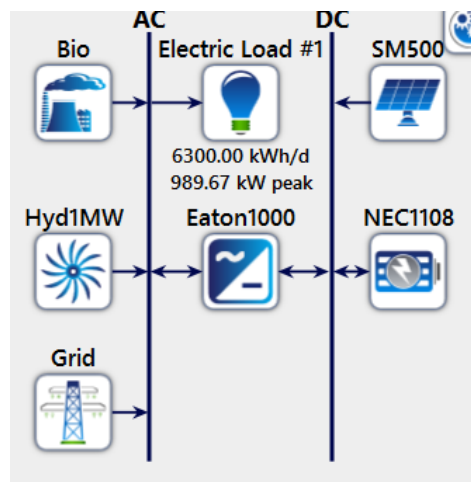 AC DC
Bio Electric Load #1 SM500
6300.00 kWh/d
989.67 kW peak
Hyd1MW Eaton1000 NEC1108
Grid